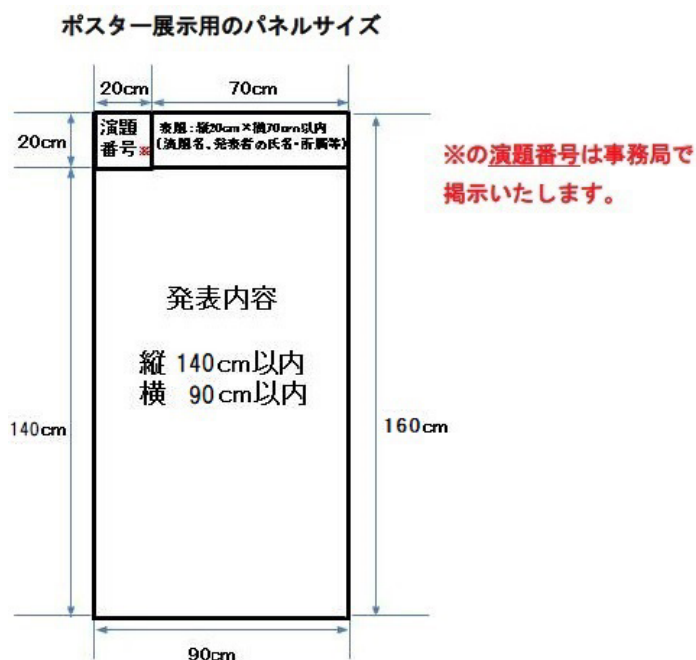 ポスター展示用のパネルサイズ
20cm
70cm
20cm
演題
番号※
表題：縦20cm×横70cm以内
(演題名、発表者の氏名・所属等)
※の演題番号は事務局で
掲示いたします。
発表内容
縦 140cm以内
横 90cm以内
140cm
160cm
90cm